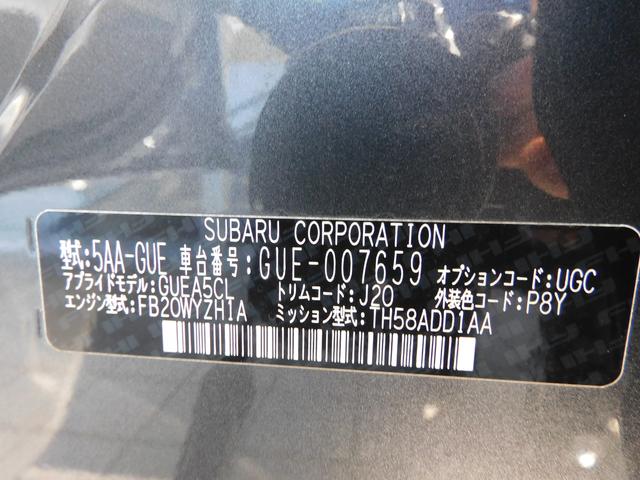 SUBARU CORPORATION
型式:5AA-GUE 車台番号:GUE-007659 オプションコード:UGC
アプライドモデル:GUEA5CL トリムコード:J20 外装色コード:P8Y
エンジン型式:FB20WYZH1A ミッション型式:TH58ADD1AA